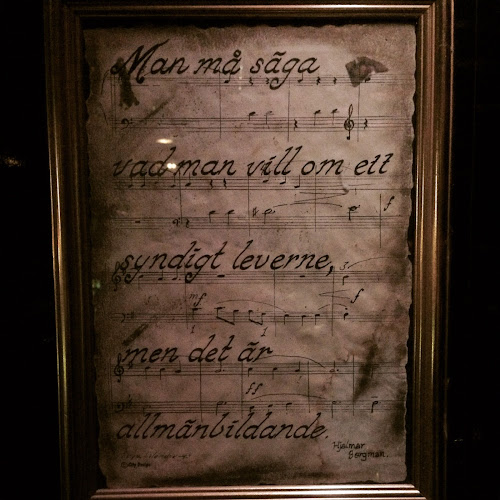 Man må säga
vad man vill om ett
syndigt leverne,
men det är
allmänbildande.
Hjalmar
Bergman.